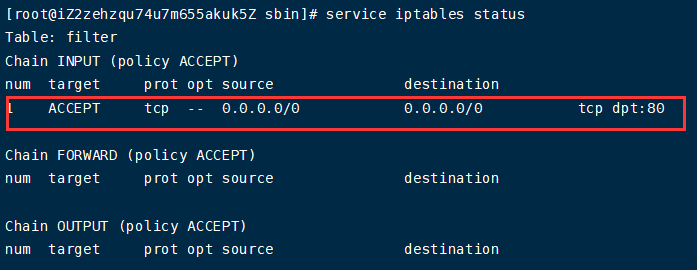 [root@iZ2zehzqu74u7m655akuk5Z sbin]# service iptables status
Table: filter
Chain INPUT (policy ACCEPT)
num  target     prot opt source               destination
1    ACCEPT     tcp  --  0.0.0.0/0            0.0.0.0/0           tcp dpt:80
Chain FORWARD (policy ACCEPT)
num  target     prot opt source               destination
Chain OUTPUT (policy ACCEPT)
num  target     prot opt source               destination